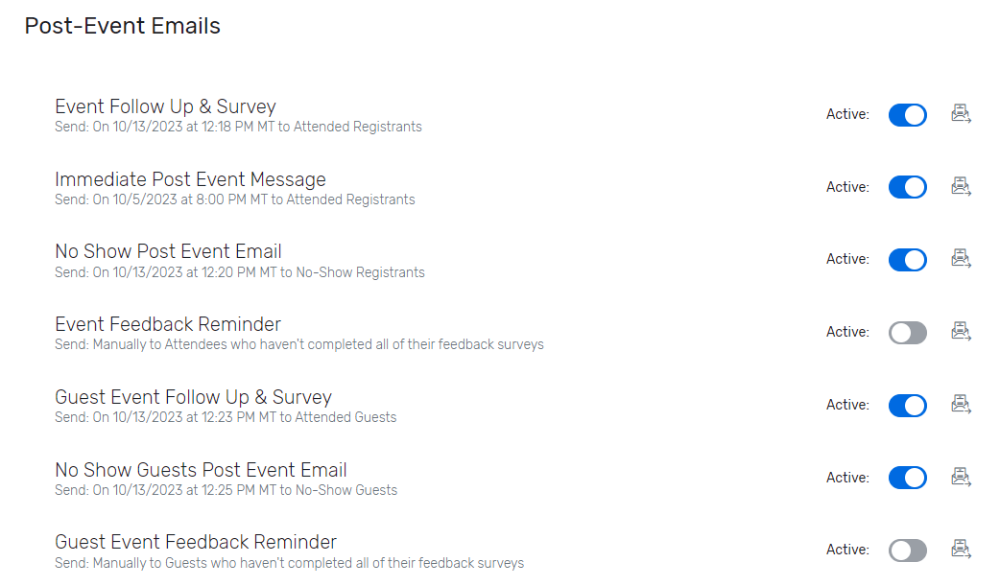 Post-Event Emails
Event Follow Up & Survey
Active:
Send: On 10/13/2023 at 12:18 PM MT to Attended Registrants
Immediate Post Event Message
Active:
Send: On 10/5/2023 at 8:00 PM MT to Attended Registrants
No Show Post Event Email
Active:
Send: On 10/13/2023 at 12:20 PM MT to No-Show Registrants
Event Feedback Reminder
Active:
Send: Manually to Attendees who haven't completed all of their feedback surveys
Guest Event Follow Up & Survey
Active:
Send: On 10/13/2023 at 12:23 PM MT to Attended Guests
No Show Guests Post Event Email
Active:
Send: On 10/13/2023 at 12:25 PM MT to No-Show Guests
Guest Event Feedback Reminder
Active:
Send: Manually to Guests who haven't completed all of their feedback surveys